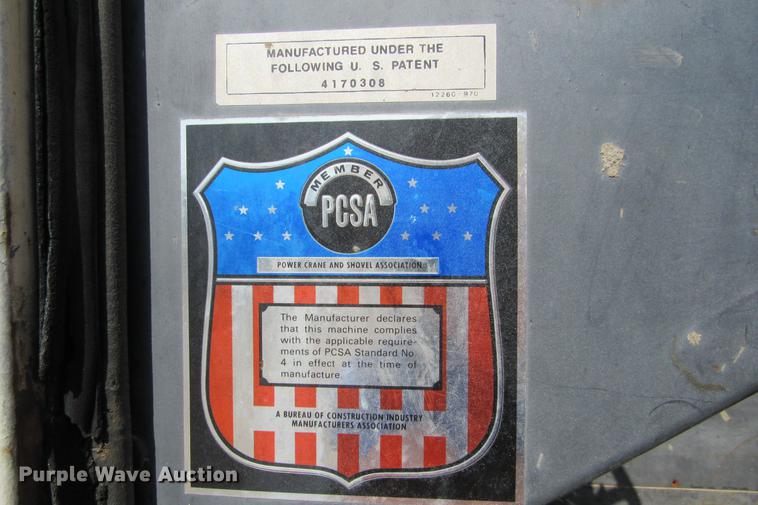 MANUFACTURED UNDER THE
FOLLOWING U. S. PATENT
4170308
12260-970
MEMBER
PCSA
POWER CRANE AND SHOVEL ASSOCIATION
The Manufacturer declares
that this machine complies
with the applicable require-
ments of PCSA Standard No.
4 in effect at the time of
manufacture.
A BUREAU OF CONSTRUCTION INDUSTRY
MANUFACTURERS ASSOCIATION
Purple Wave Auction